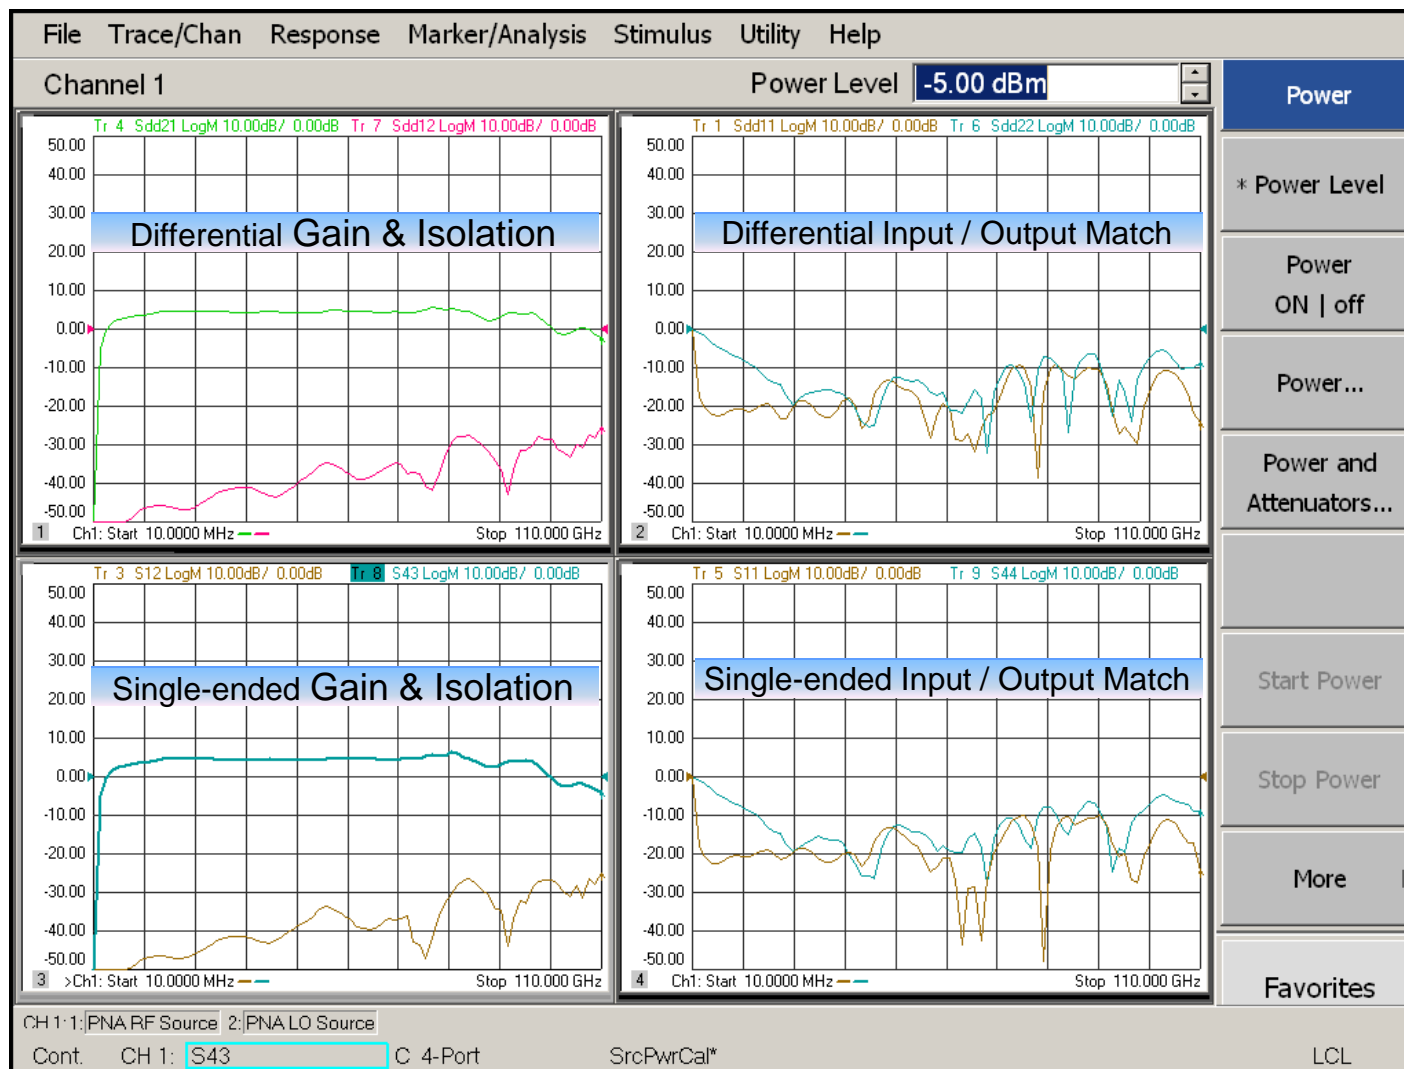 File Trace/Chan Response Marker/Analysis Stimulus Utility Help
Channel 1 Power Level -5.00 dBm
Tr 4 Sdd21 LogM 10.00dB/ 0.00dB Tr 7 Sdd12 LogM 10.00dB/ 0.00dB
50.00
40.00
30.00
Differential Gain & Isolation
20.00
10.00
0.00
-10.00
-20.00
-30.00
-40.00
-50.00
1 Ch1: Start 10.0000 MHz Stop 110.000 GHz
Tr 1 Sdd11 LogM 10.00dB/ 0.00dB Tr 6 Sdd22 LogM 10.00dB/ 0.00dB
50.00
40.00
30.00
Differential Input / Output Match
20.00
10.00
0.00
-10.00
-20.00
-30.00
-40.00
-50.00
2 Ch1: Start 10.0000 MHz Stop 110.000 GHz
Tr 3 S12 LogM 10.00dB/ 0.00dB Tr 8 S43 LogM 10.00dB/ 0.00dB
50.00
40.00
30.00
Single-ended Gain & Isolation
20.00
10.00
0.00
-10.00
-20.00
-30.00
-40.00
-50.00
3 >Ch1: Start 10.0000 MHz Stop 110.000 GHz
Tr 5 S11 LogM 10.00dB/ 0.00dB Tr 9 S44 LogM 10.00dB/ 0.00dB
50.00
40.00
30.00
Single-ended Input / Output Match
20.00
10.00
0.00
-10.00
-20.00
-30.00
-40.00
-50.00
4 Ch1: Start 10.0000 MHz Stop 110.000 GHz
Power
* Power Level
Power
ON | off
Power...
Power and
Attenuators...
Start Power
Stop Power
More
Favorites
CH 1: 1: PNA RF Source 2: PNA LO Source
Cont. CH 1: S43 C 4-Port SrcPwrCal* LCL